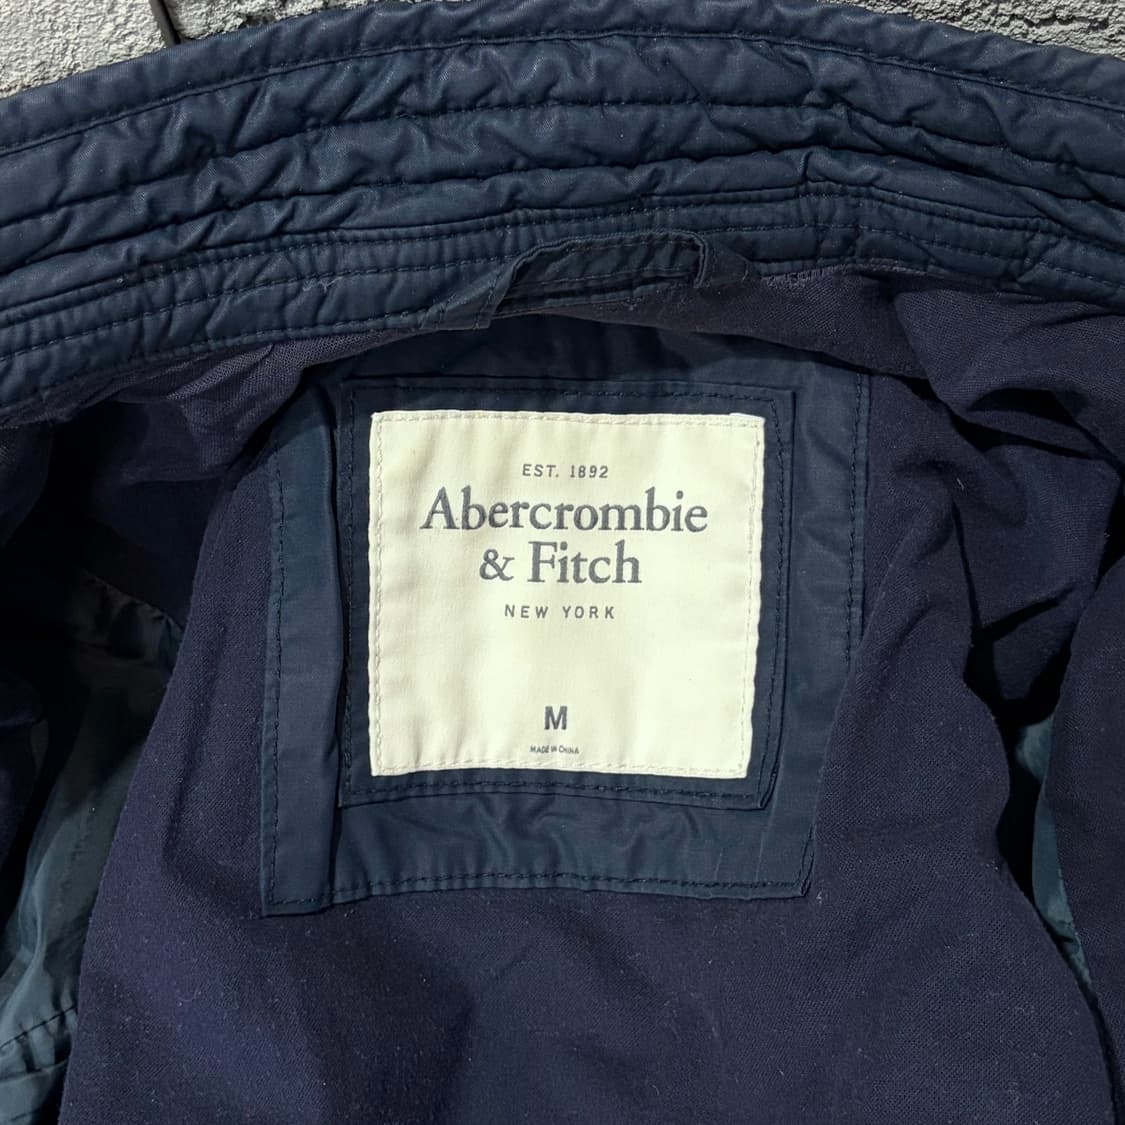 EST. 1892
Abercrombie
& Fitch
NEW YORK
M
MADE IN CHINA